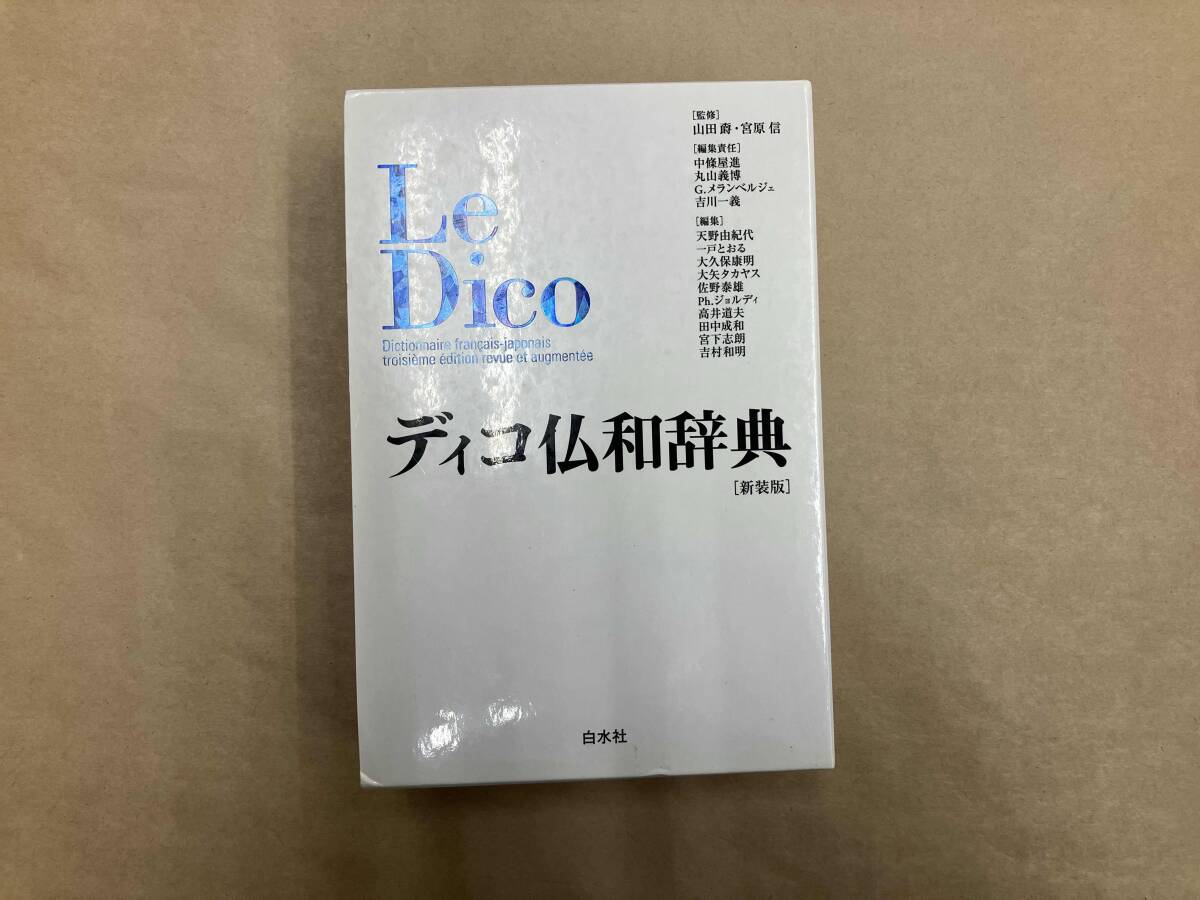 Le
Dico
Dictionnaire français-japonais
troisième édition revue et augmentée
[監修]
山田 𣝣・宮原 信
[編集責任]
中條屋進
丸山義博
G.メランベルジェ
吉川一義
[編集]
天野由紀代
一戸とおる
大久保康明
大矢タカヤス
佐野泰雄
Ph.ジョルディ
高井道夫
田中成和
宮下志朗
吉村和明
ディコ仏和辞典
[新装版]
白水社